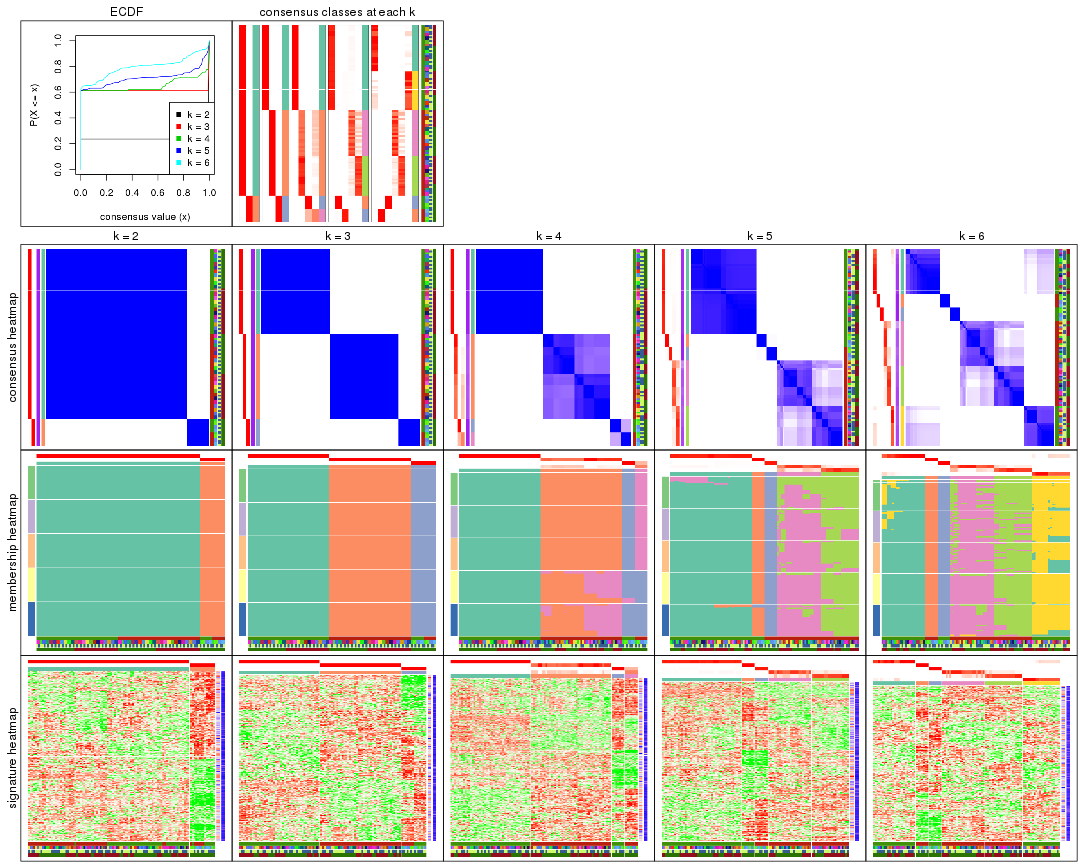 ECDF
consensus classes at each k
P(X <= x)
1.0
0.8
0.6
0.4
0.2
0.0
k = 2
k = 3
k = 4
k = 5
k = 6
0.0 0.2 0.4 0.6 0.8 1.0
consensus value (x)
k = 2 k = 3 k = 4 k = 5 k = 6
consensus heatmap
membership heatmap
signature heatmap